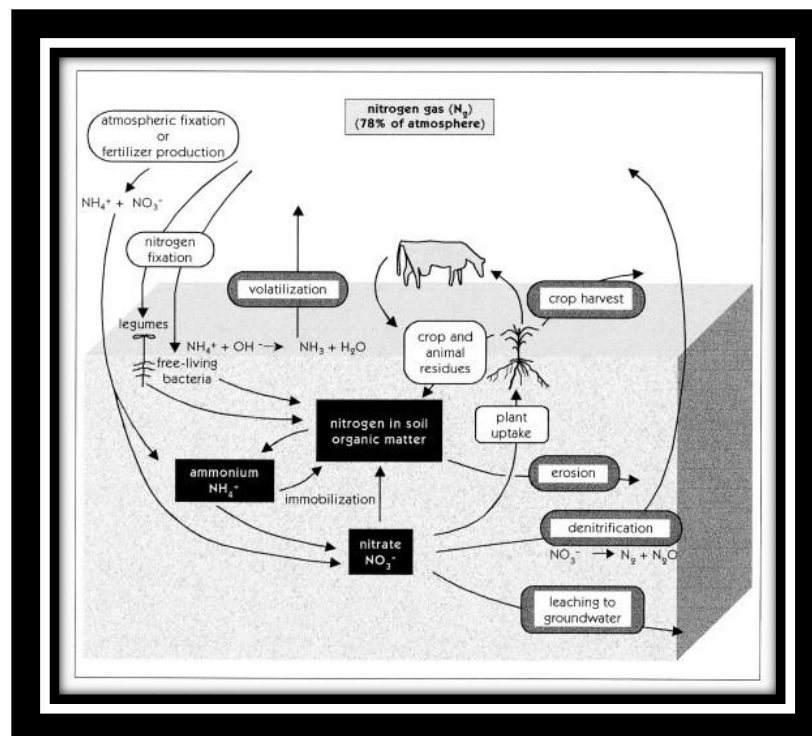 nitrogen gas (N₂)
(78% of atmosphere)
atmospheric fixation
or
fertilizer production
NH₄⁺ + NO₃⁻
nitrogen
fixation
volatilization
crop harvest
legumes
NH₄⁺ + OH⁻ → NH₃ + H₂O
free-living
bacteria
crop and
animal
residues
nitrogen in soil
organic matter
plant
uptake
ammonium
NH₄⁺
immobilization
erosion
nitrate
NO₃⁻
denitrification
NO₃⁻ → N₂ + N₂O
leaching to
groundwater